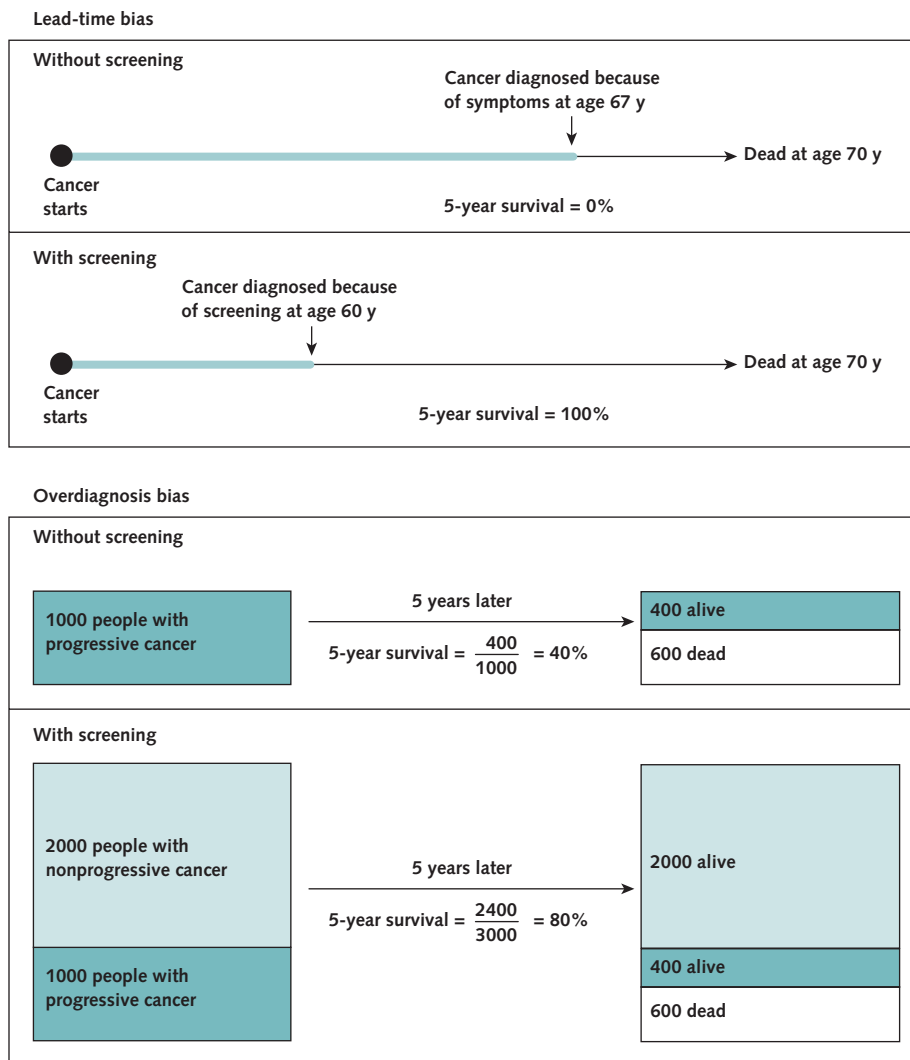 Lead-time bias
Without screening
Cancer diagnosed because
of symptoms at age 67 y
Dead at age 70 y
Cancer
starts
5-year survival = 0%
With screening
Cancer diagnosed because
of screening at age 60 y
Dead at age 70 y
Cancer
starts
5-year survival = 100%
Overdiagnosis bias
Without screening
1000 people with
progressive cancer
5 years later
5-year survival = 400/1000 = 40%
400 alive
600 dead
With screening
2000 people with
nonprogressive cancer
1000 people with
progressive cancer
5 years later
5-year survival = 2400/3000 = 80%
2000 alive
400 alive
600 dead